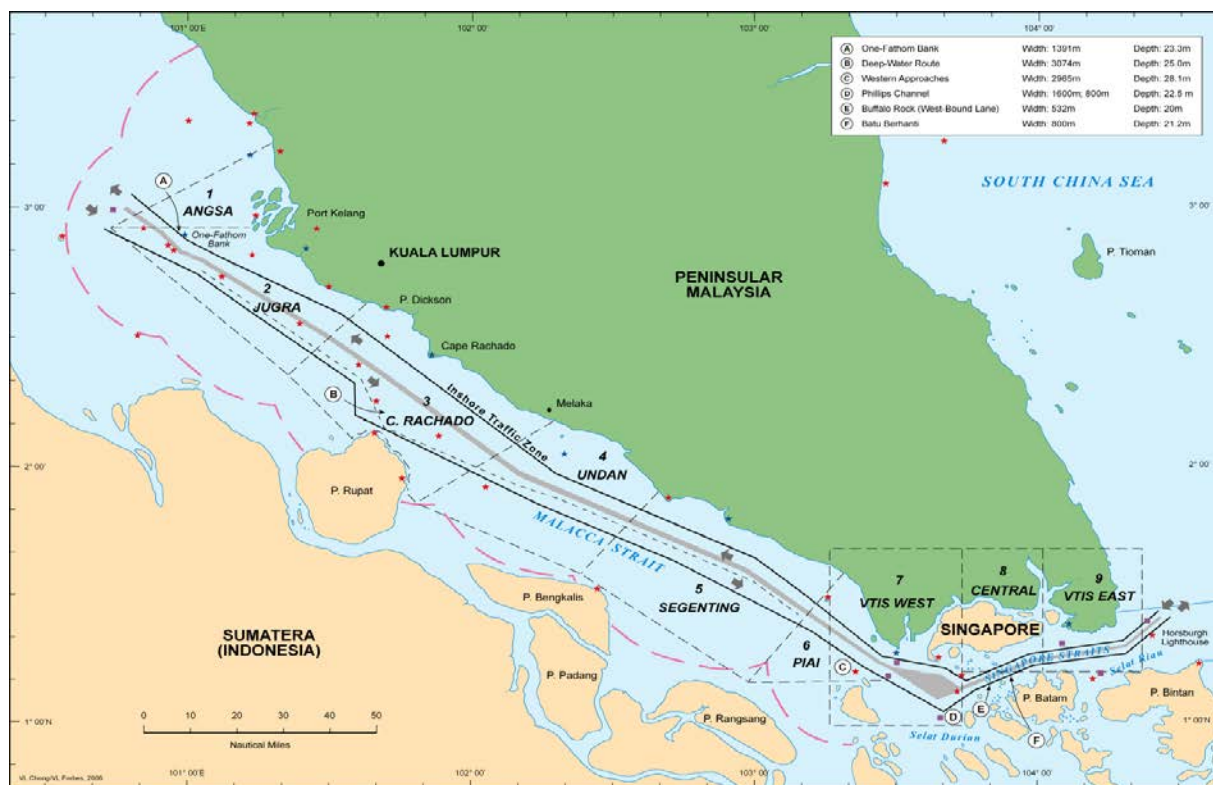 101° 00'E
102° 00'
103° 00'
104° 00'
A One-Fathom Bank Width: 1391m Depth: 23.3m
B Deep-Water Route Width: 3074m Depth: 25.0m
C Western Approaches Width: 2965m Depth: 28.1m
D Phillips Channel Width: 1600m; 800m Depth: 22.5 m
E Buffalo Rock (West-Bound Lane) Width: 532m Depth: 20m
F Batu Berhanti Width: 800m Depth: 21.2m
SOUTH CHINA SEA
A
1
ANGSA
3° 00'
3° 00'
One-Fathom
Bank
Port Kelang
KUALA LUMPUR
P. Tioman
PENINSULAR
MALAYSIA
2
JUGRA
P. Dickson
Cape Rachado
B
3
C. RACHADO
Inshore Traffic/Zone
Melaka
4
UNDAN
2° 00'
2° 00'
P. Rupat
MALACCA STRAIT
P. Bengkalis
5
SEGENTING
7
VTIS WEST
8
CENTRAL
9
VTIS EAST
SINGAPORE
Horsburgh
Lighthouse
SUMATERA
(INDONESIA)
6
PIAI
C
SINGAPORE STRAITS
Selat Riau
P. Padang
P. Rangsang
P. Batam
P. Bintan
D
E
F
Selat Durian
1° 00'
1° 00'N
0 10 20 30 40 50
Nautical Miles
101° 00'E
102° 00'
103° 00'
104° 00'